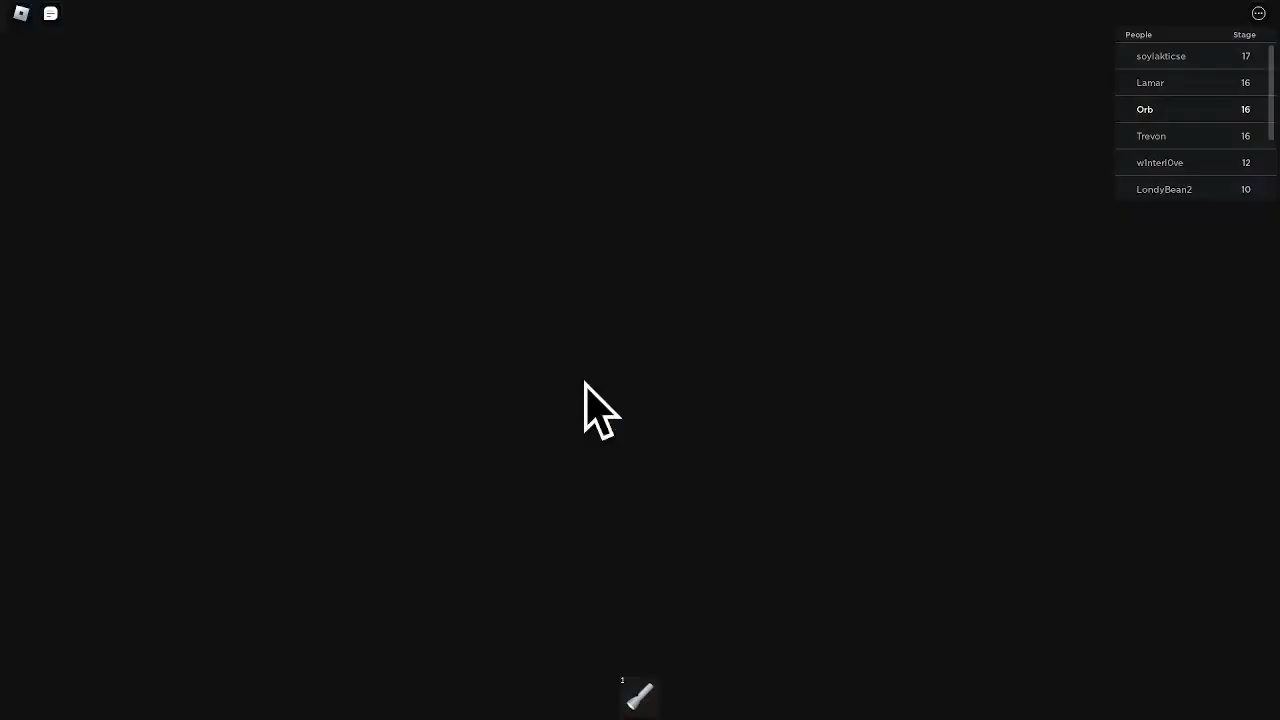 People Stage
soylakticse 17
Lamar 16
Orb 16
Trevon 16
w1nterl0ve 12
LondyBean2 10
1